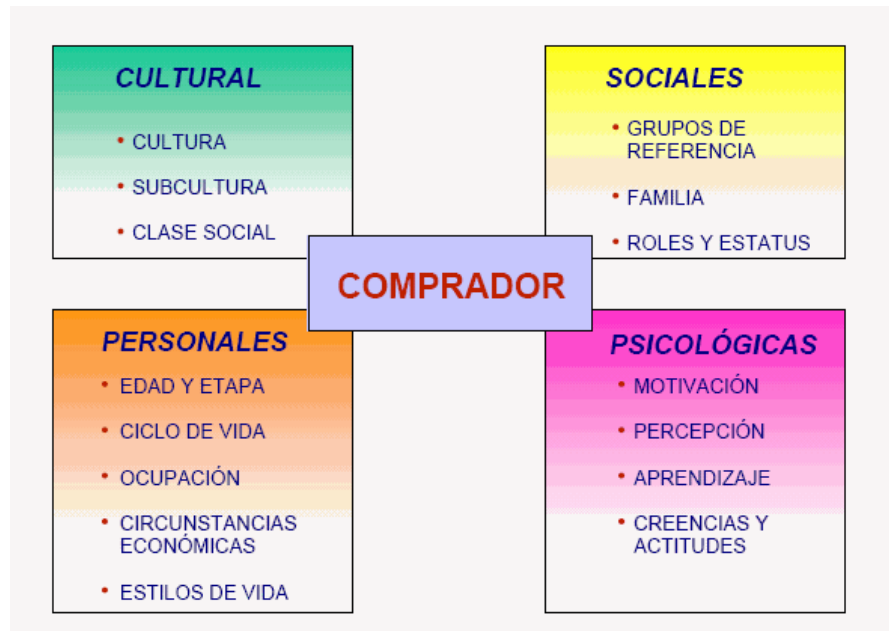 CULTURAL
• CULTURA
• SUBCULTURA
• CLASE SOCIAL
SOCIALES
• GRUPOS DE
REFERENCIA
• FAMILIA
• ROLES Y ESTATUS
COMPRADOR
PERSONALES
• EDAD Y ETAPA
• CICLO DE VIDA
• OCUPACIÓN
• CIRCUNSTANCIAS
ECONÓMICAS
• ESTILOS DE VIDA
PSICOLÓGICAS
• MOTIVACIÓN
• PERCEPCIÓN
• APRENDIZAJE
• CREENCIAS Y
ACTITUDES